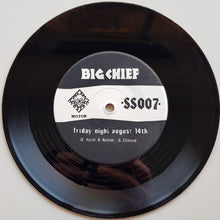 BIG CHIEF
·SS007·
MOTOR
friday night august 14th